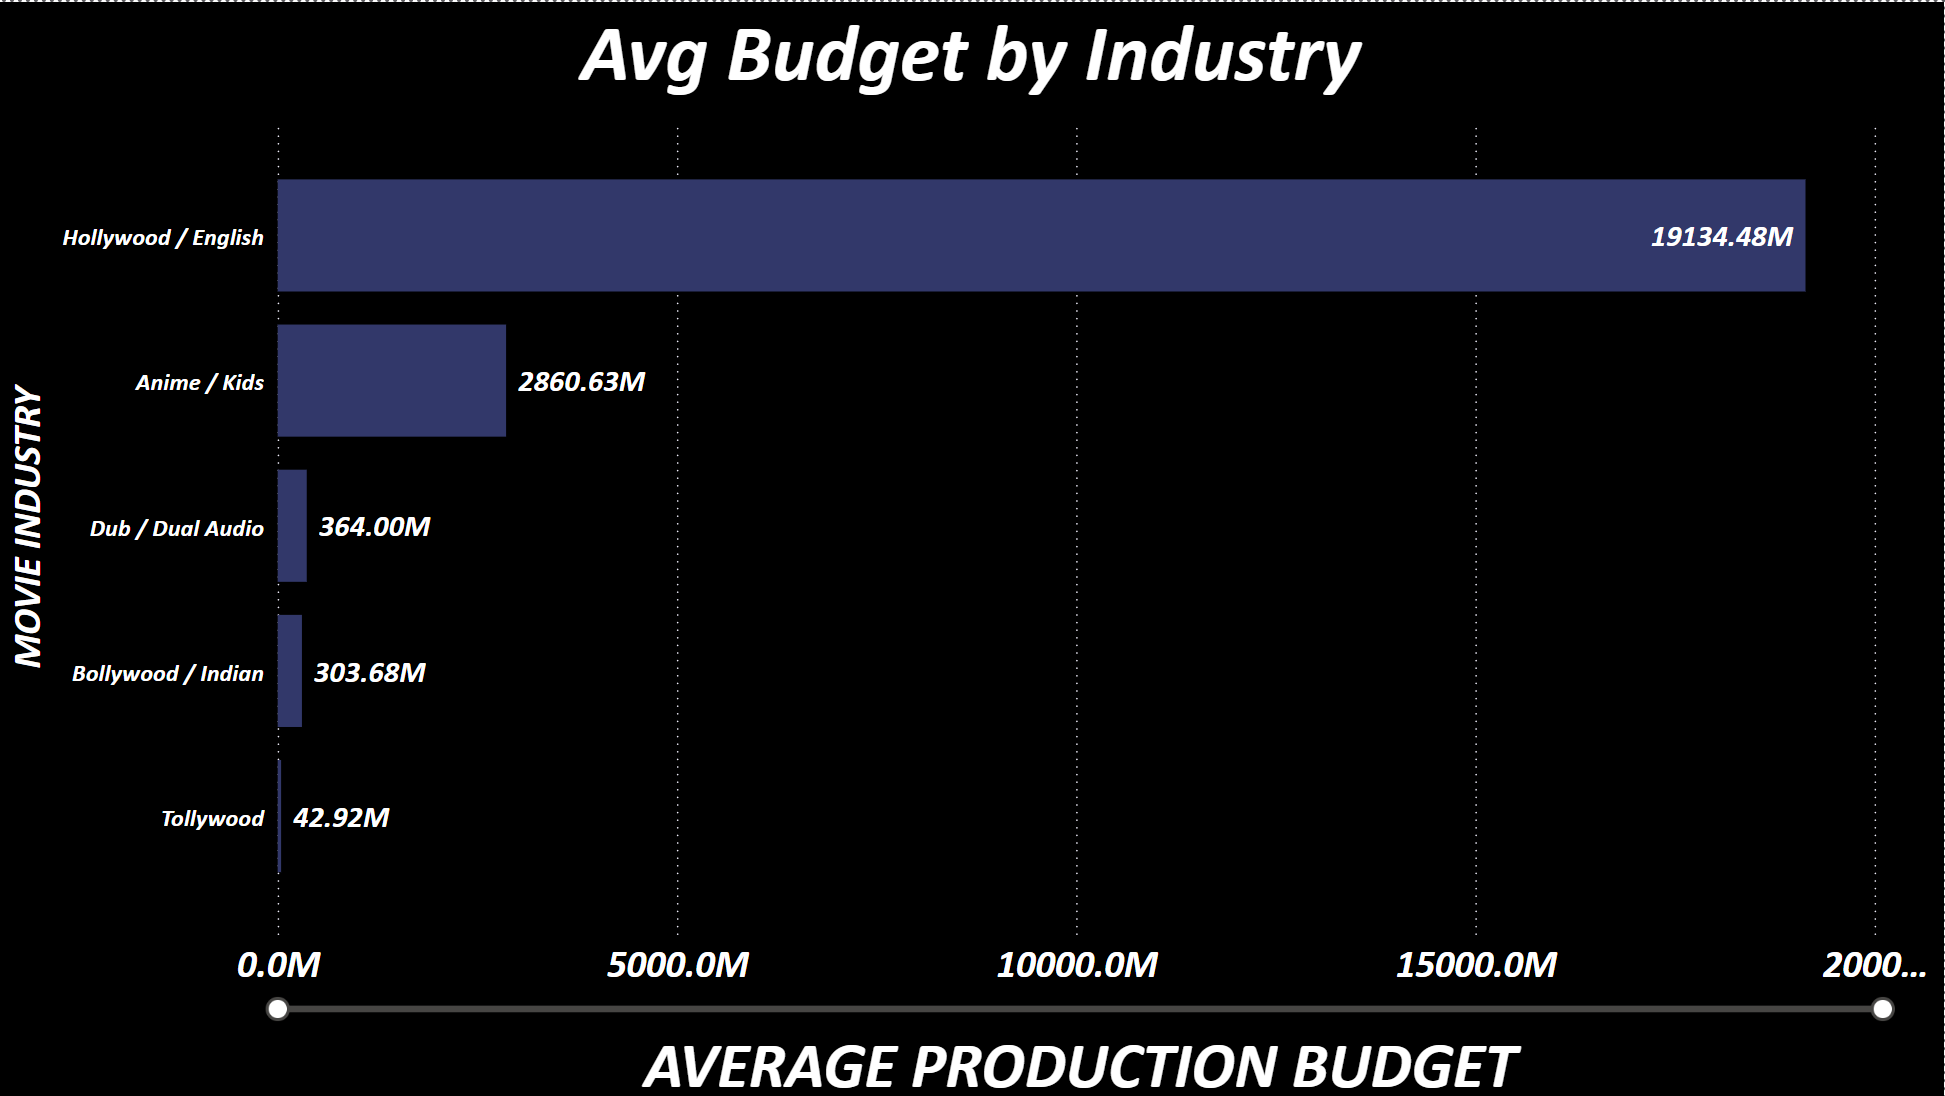 Avg Budget by Industry
Hollywood / English
19134.48M
Anime / Kids
2860.63M
Dub / Dual Audio
364.00M
Bollywood / Indian
303.68M
Tollywood
42.92M
MOVIE INDUSTRY
0.0M 5000.0M 10000.0M 15000.0M 2000...
AVERAGE PRODUCTION BUDGET